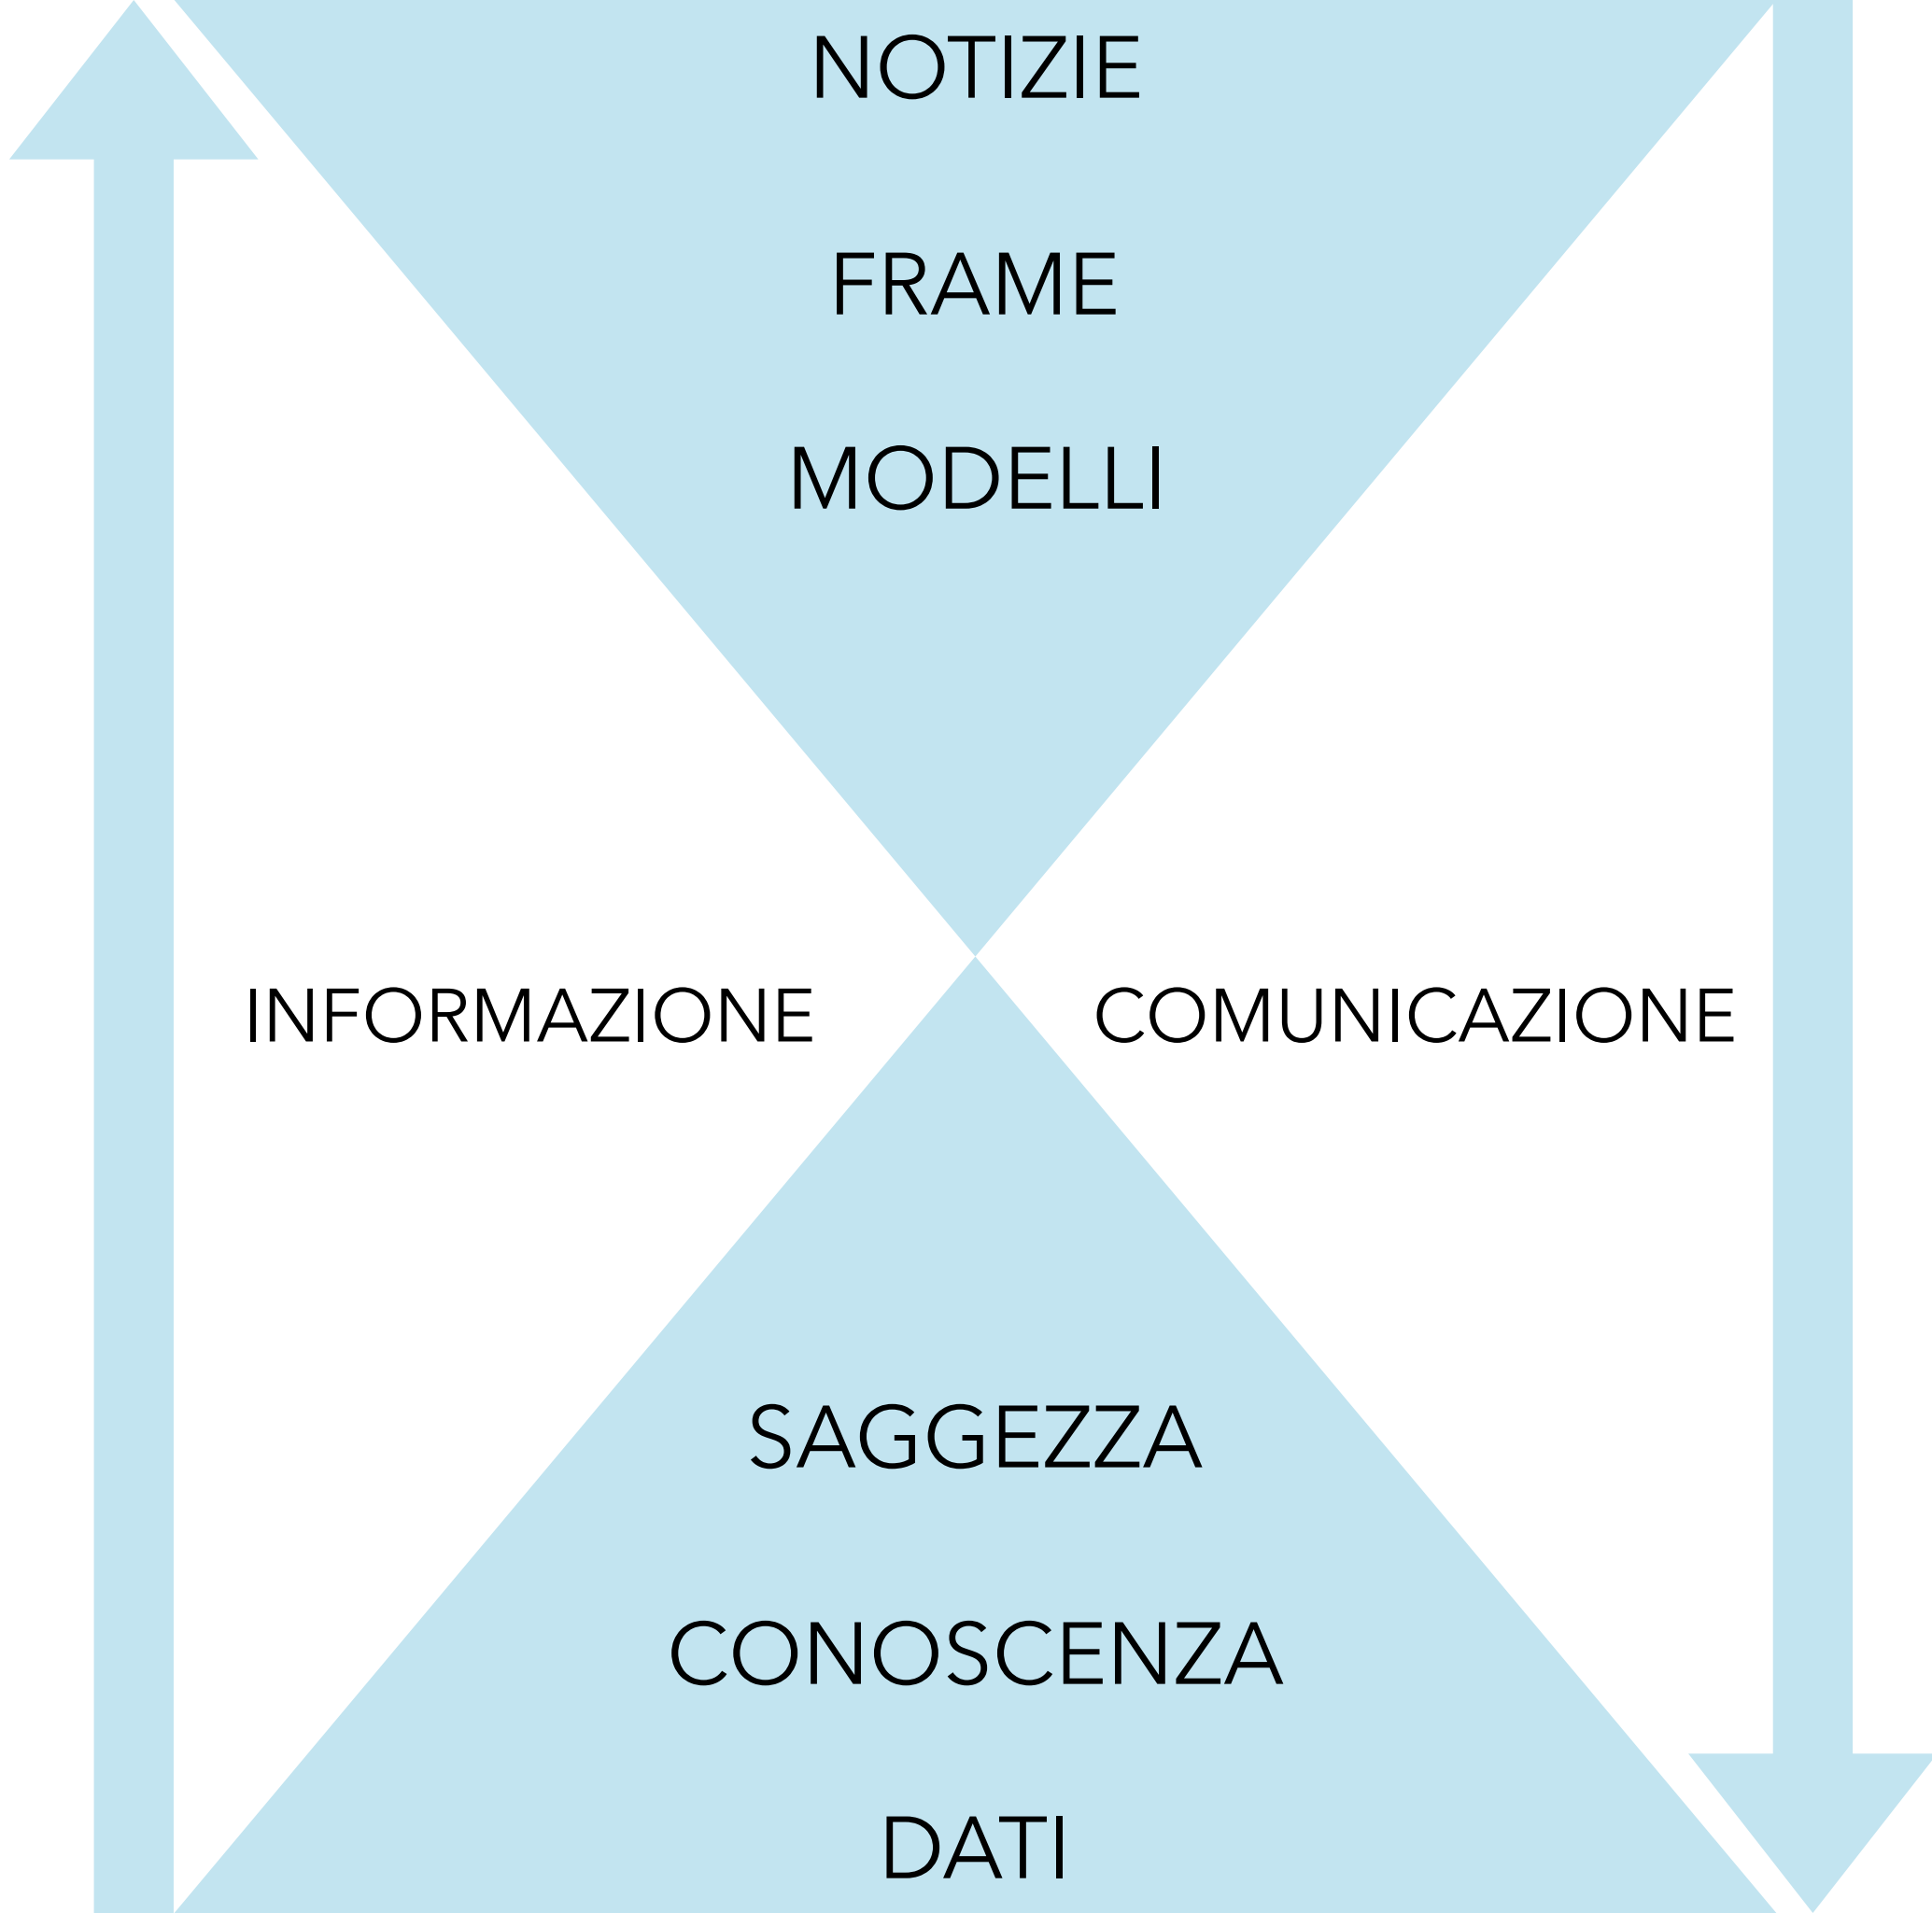 NOTIZIE
FRAME
MODELLI
INFORMAZIONE
COMUNICAZIONE
SAGGEZZA
CONOSCENZA
DATI